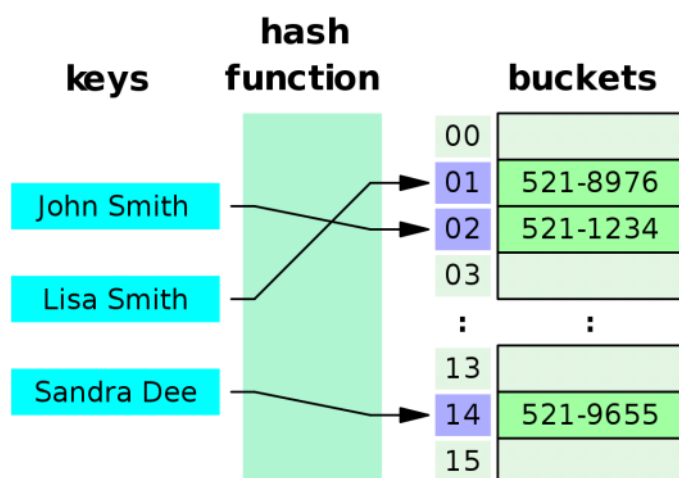 keys
hash
function
buckets
John Smith
Lisa Smith
Sandra Dee
00
01 521-8976
02 521-1234
03
: :
13
14 521-9655
15